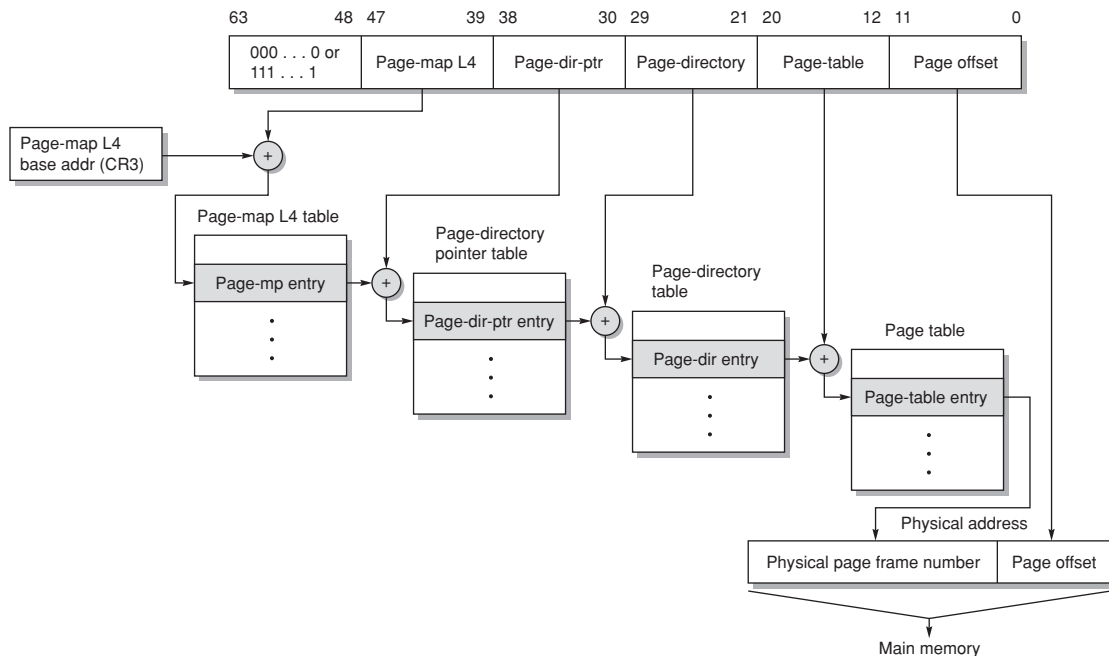 63 48 47 39 38 30 29 21 20 12 11 0
000 . . . 0 or
111 . . . 1
Page-map L4
Page-dir-ptr
Page-directory
Page-table
Page offset
Page-map L4
base addr (CR3)
+
Page-map L4 table
Page-mp entry
+
Page-directory
pointer table
Page-dir-ptr entry
+
Page-directory
table
Page-dir entry
+
Page table
Page-table entry
Physical address
Physical page frame number
Page offset
Main memory